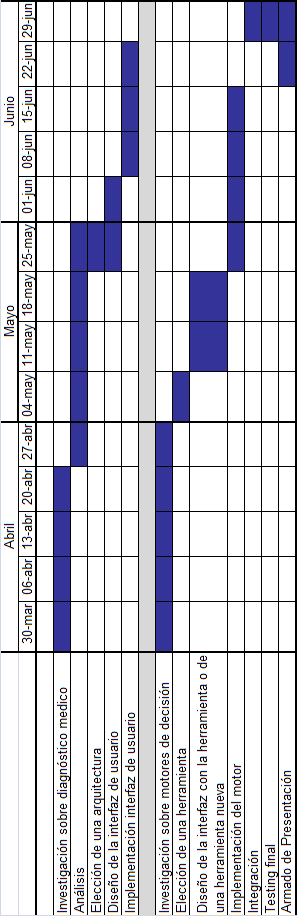 Abril Mayo Junio
30-mar 06-abr 13-abr 20-abr 27-abr 04-may 11-may 18-may 25-may 01-jun 08-jun 15-jun 22-jun 29-jun
Investigación sobre diagnóstico medico
Análisis
Elección de una arquitectura
Diseño de la interfaz de usuario
Implementación interfaz de usuario
Investigación sobre motores de decisión
Elección de una herramienta
Diseño de la interfaz con la herramienta o de
una herramienta nueva
Implementación del motor
Integración
Testing final
Armado de Presentación